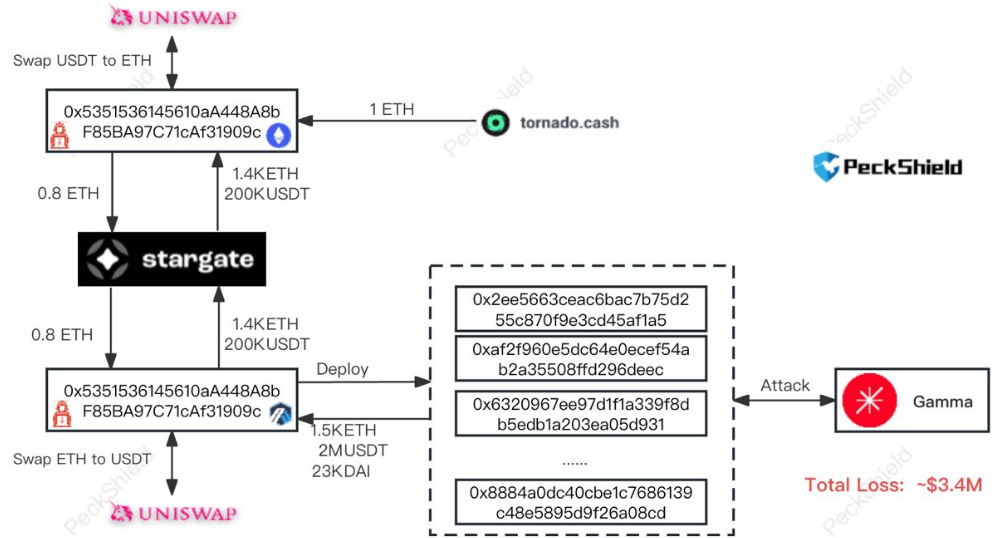 UNISWAP
Swap USDT to ETH
0x5351536145610aA448A8b
F85BA97C71cAf31909c
1 ETH
tornado.cash
PeckShield
0.8 ETH
1.4KETH
200KUSDT
stargate
0.8 ETH
1.4KETH
200KUSDT
0x2ee5663ceac6bac7b75d2
55c870f9e3cd45af1a5
0xaf2f960e5dc64e0ecef54a
b2a35508ffd296deec
0x6320967ee97d1f1a339f8d
b5edb1a203ea05d931
......
0x8884a0dc40cbe1c7686139
c48e5895d9f26a08cd
Deploy
0x5351536145610aA448A8b
F85BA97C71cAf31909c
1.5KETH
2MUSDT
23KDAI
Attack
Gamma
Swap ETH to USDT
Total Loss: ~$3.4M
UNISWAP
PeckShield
PeckShield
PeckShield
PeckShield
PeckShield
PeckShield